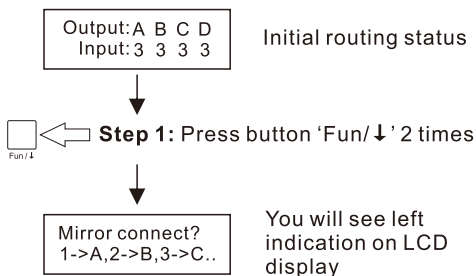 Output: A B C D
Input: 3 3 3 3
Initial routing status
Step 1: Press button ‘Fun/↓’ 2 times
Fun/↓
Mirror connect?
1->A,2->B,3->C..
You will see left
indication on LCD
display